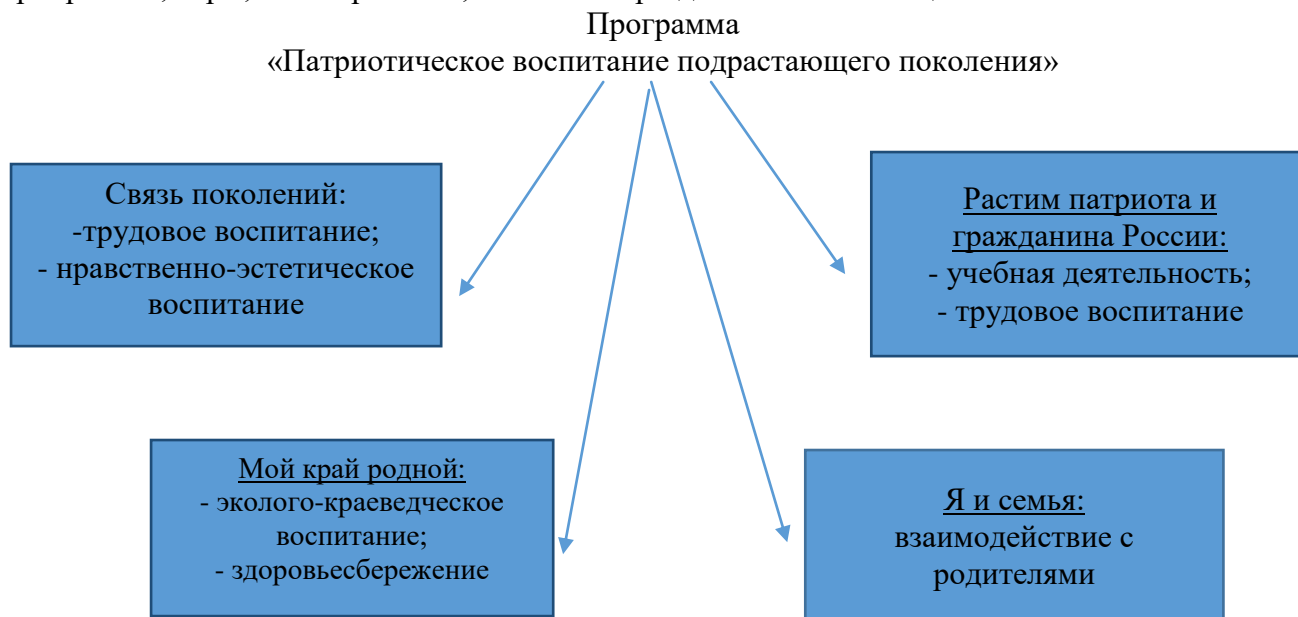 Программа
«Патриотическое воспитание подрастающего поколения»
Связь поколений:
-трудовое воспитание;
- нравственно-эстетическое
воспитание
Растим патриота и
гражданина России:
- учебная деятельность;
- трудовое воспитание
Мой край родной:
- эколого-краеведческое
воспитание;
- здоровьесбережение
Я и семья:
взаимодействие с
родителями